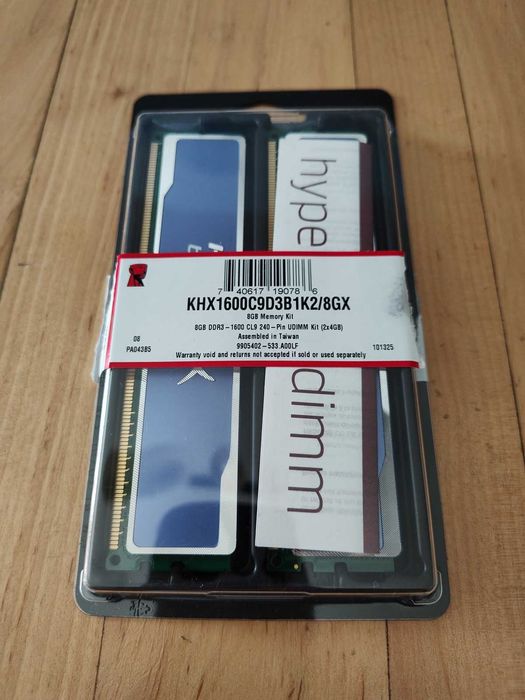 hype
7 40617 19078 6
KHX1600C9D3B1K2/8GX
8GB Memory Kit
8GB DDR3-1600 CL9 240-Pin UDIMM Kit (2x4GB)
Assembled in Taiwan
08
9905402-533.A00LF
PA043B5
101325
Warranty void and returns not accepted if sold or used separately
dimm